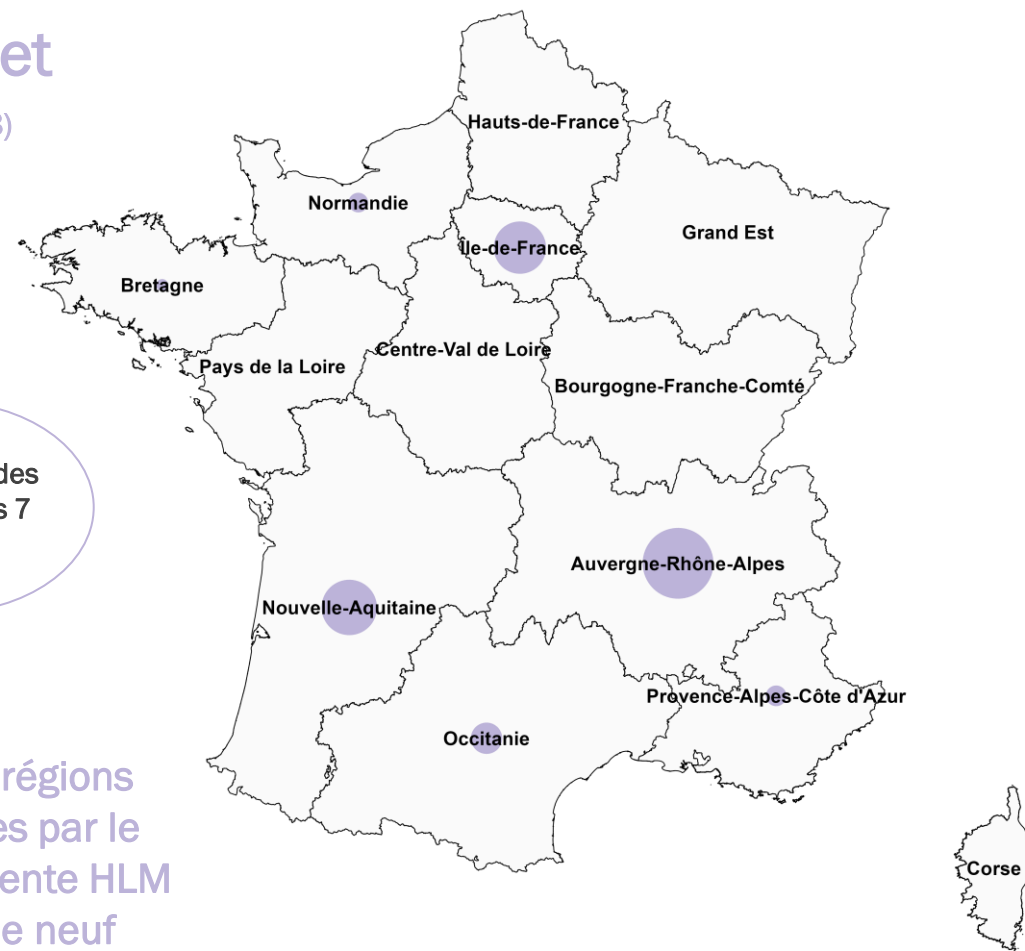 et
)
Hauts-de-France
Normandie
Grand Est
Île-de-France
Bretagne
Centre-Val de Loire
Pays de la Loire
Bourgogne-Franche-Comté
des
s 7
Auvergne-Rhône-Alpes
Nouvelle-Aquitaine
Provence-Alpes-Côte d'Azur
Occitanie
régions
es par le
ente HLM
e neuf
Corse